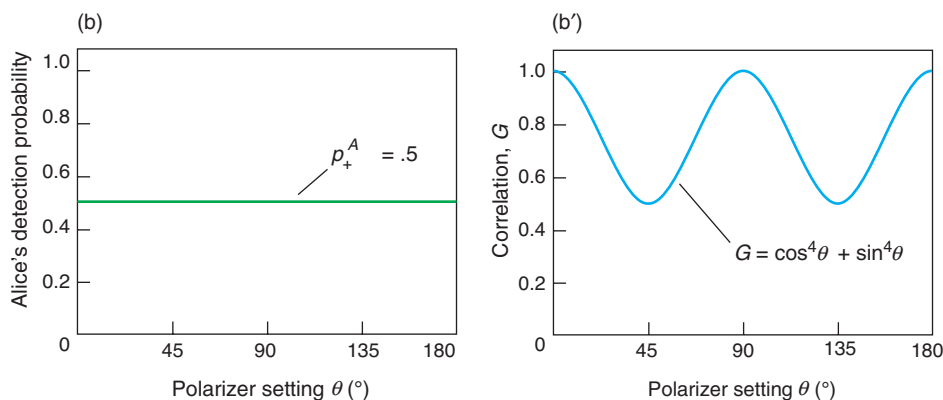 (b)
Alice's detection probability
1.0
0.8
0.6
0.4
0.2
0
p₊ᴬ = .5
45 90 135 180
Polarizer setting θ (°)
(b′)
Correlation, G
1.0
0.8
0.6
0.4
0.2
0
G = cos⁴θ + sin⁴θ
45 90 135 180
Polarizer setting θ (°)